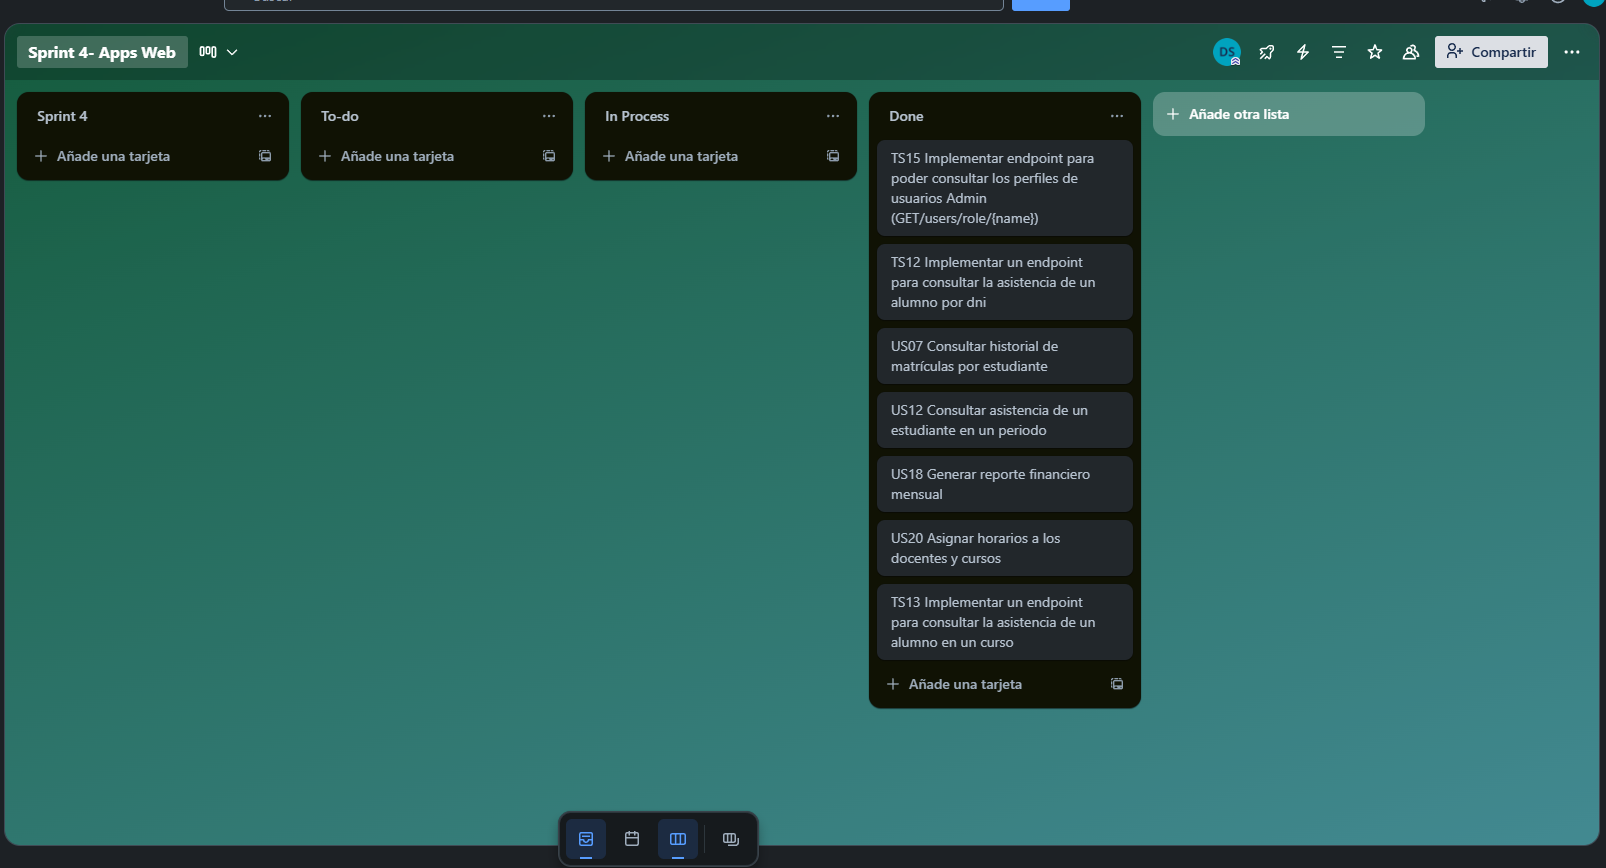 Sprint 4- Apps Web
DS
Compartir
Sprint 4
Añade una tarjeta
To-do
Añade una tarjeta
In Process
Añade una tarjeta
Done
TS15 Implementar endpoint para
poder consultar los perfiles de
usuarios Admin
(GET/users/role/{name})
TS12 Implementar un endpoint
para consultar la asistencia de un
alumno por dni
US07 Consultar historial de
matrículas por estudiante
US12 Consultar asistencia de un
estudiante en un periodo
US18 Generar reporte financiero
mensual
US20 Asignar horarios a los
docentes y cursos
TS13 Implementar un endpoint
para consultar la asistencia de un
alumno en un curso
Añade una tarjeta
Añade otra lista